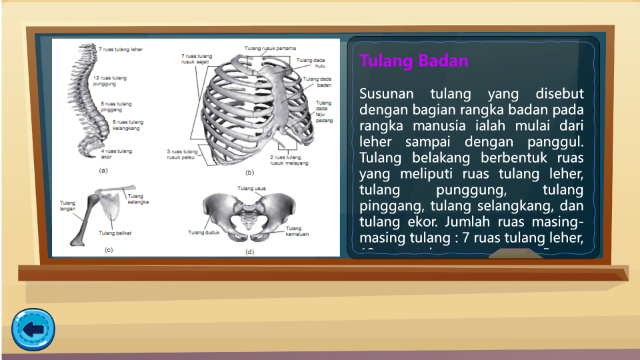 7 ruas tulang leher
12 ruas tulang
punggung
5 ruas tulang
pinggang
5 ruas tulang
kelangkang
4 ruas tulang
ekor
(a)
Tulang rusuk pertama
7 ruas tulang
rusuk sejati
Tulang dada
hulu
Tulang dada
badan
Tulang
dada
taju
pedang
3 ruas tulang
rusuk palsu
2 ruas tulang
rusuk melayang
(b)
Tulang
selangka
Tulang
lengan
Tulang belikat
(c)
Tulang usus
Tulang duduk
Tulang
kemaluan
(d)
Tulang Badan
Susunan tulang yang disebut
dengan bagian rangka badan pada
rangka manusia ialah mulai dari
leher sampai dengan panggul.
Tulang belakang berbentuk ruas
yang meliputi ruas tulang leher,
tulang punggung, tulang
pinggang, tulang selangkang, dan
tulang ekor. Jumlah ruas masing-
masing tulang : 7 ruas tulang leher,